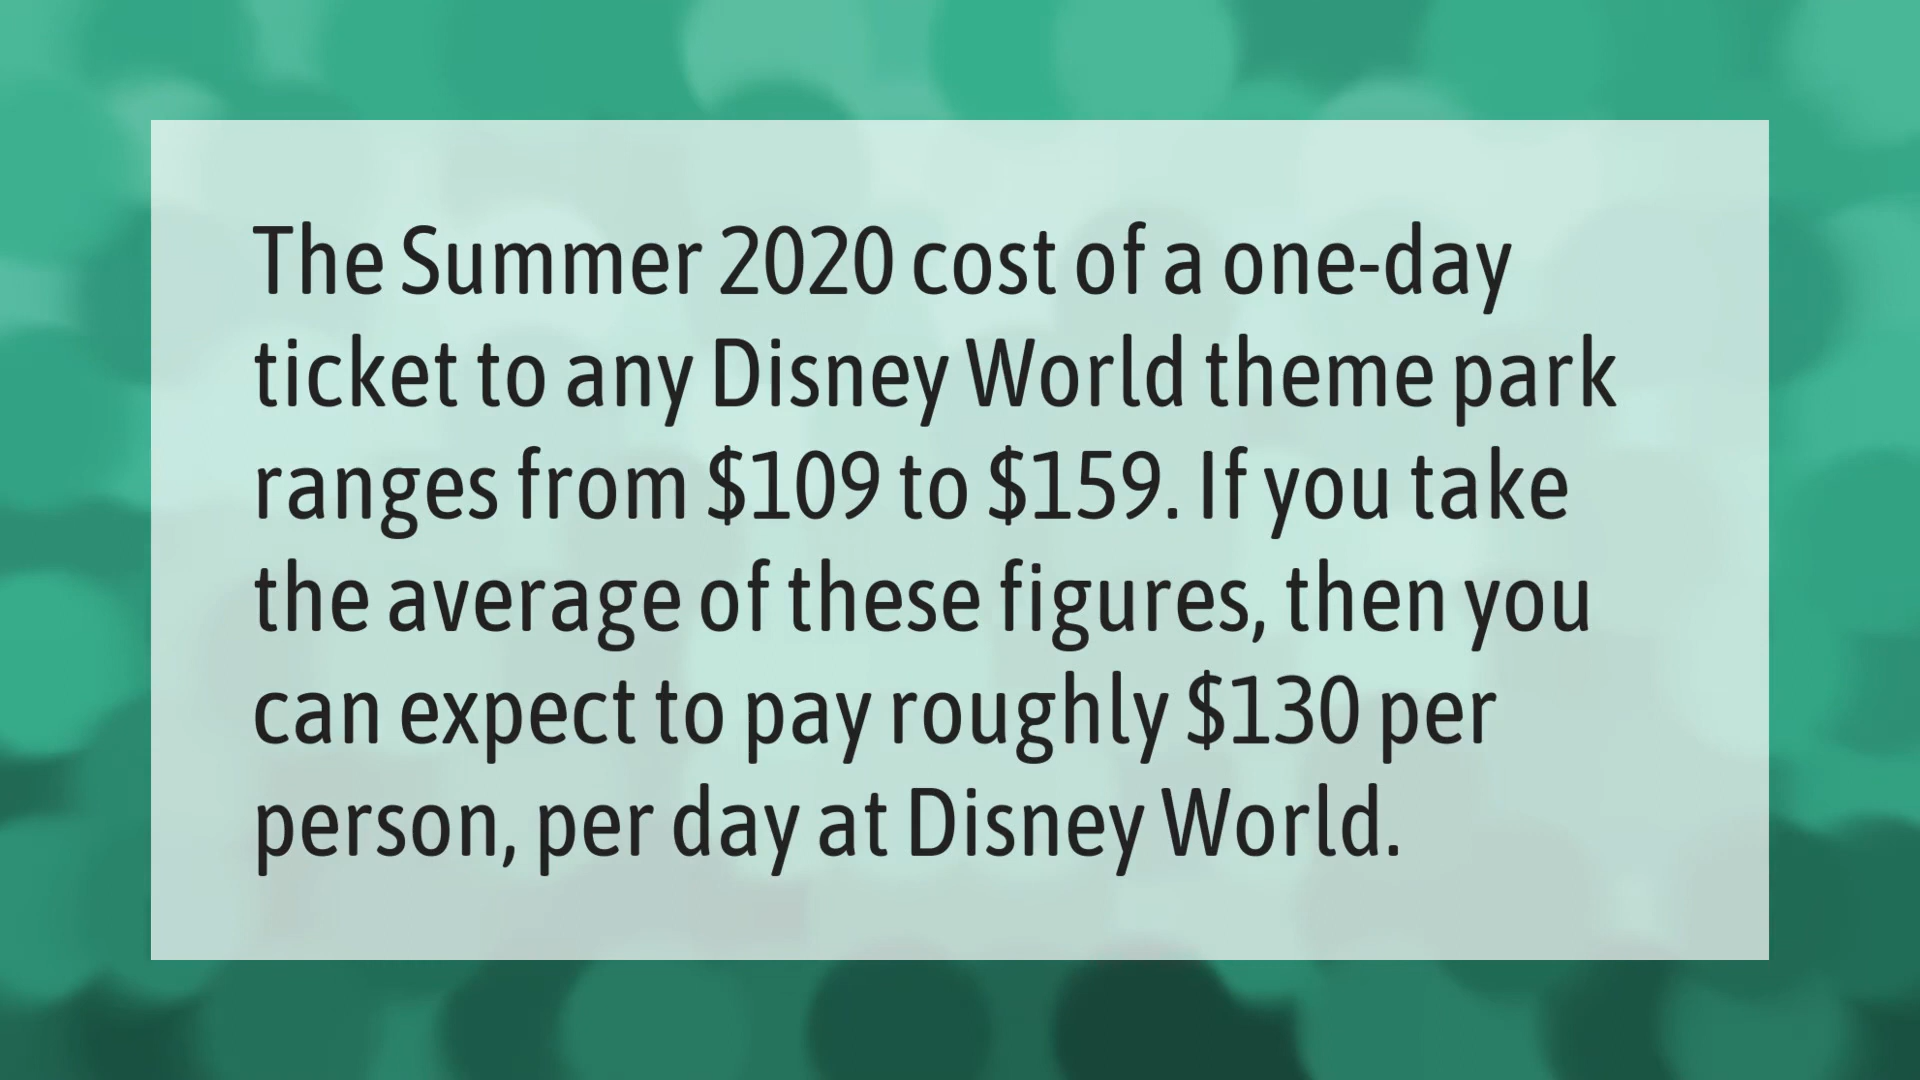 The Summer 2020 cost of a one-day
ticket to any Disney World theme park
ranges from $109 to $159. If you take
the average of these figures, then you
can expect to pay roughly $130 per
person, per day at Disney World.